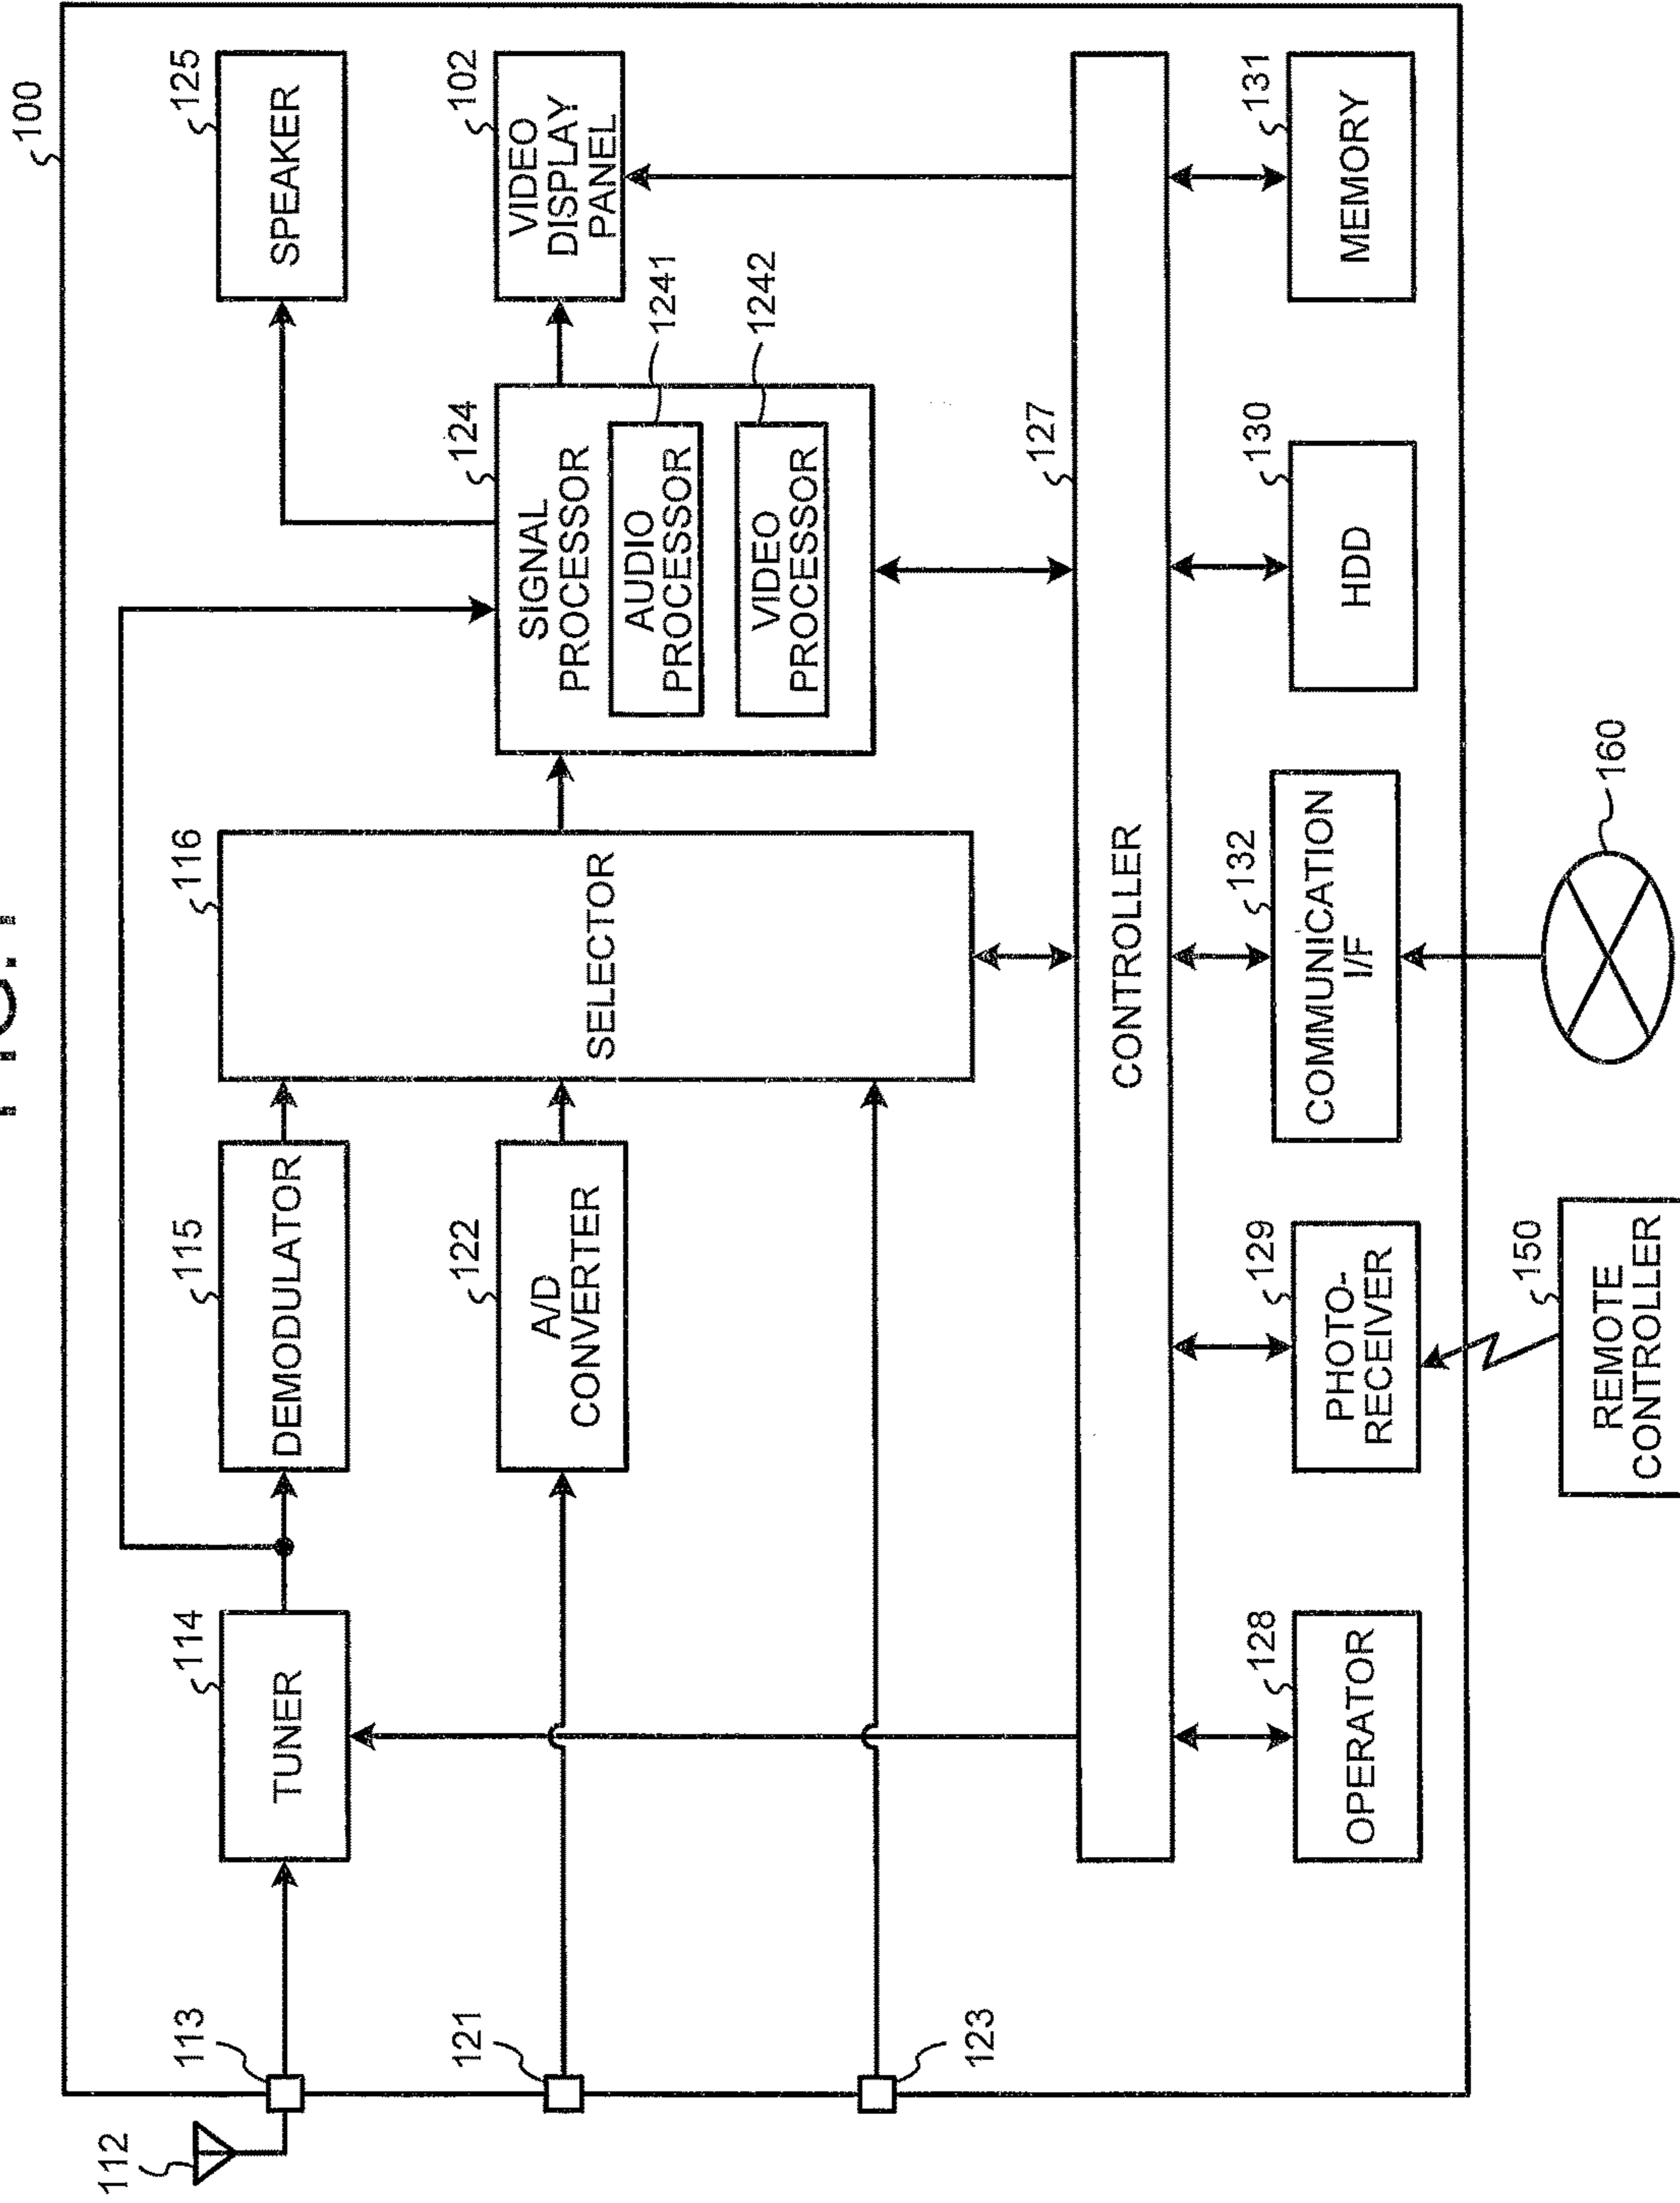 100
112
113
114
TUNER
115
DEMODULATOR
116
SELECTOR
125
SPEAKER
121
122
A/D
CONVERTER
124
SIGNAL
PROCESSOR
AUDIO
PROCESSOR
1241
VIDEO
PROCESSOR
1242
102
VIDEO
DISPLAY
PANEL
123
127
CONTROLLER
128
OPERATOR
129
PHOTO-
RECEIVER
132
COMMUNICATION
I/F
130
HDD
131
MEMORY
150
REMOTE
CONTROLLER
160